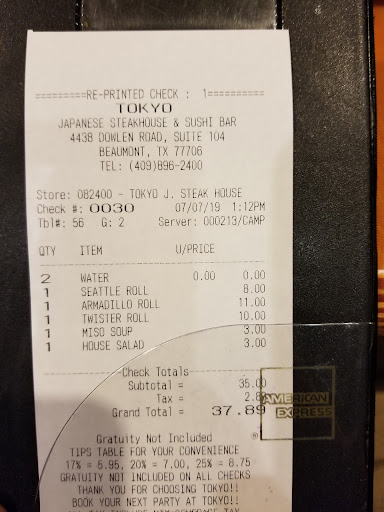 =========RE-PRINTED CHECK :  1==========
TOKYO
JAPANESE STEAKHOUSE & SUSHI BAR
443B DOWLEN ROAD, SUITE 104
BEAUMONT, TX 77706
TEL: (409)896-2400
Store: 082400 - TOKYO J. STEAK HOUSE
Check #: 0030 07/07/19 1:12PM
Tbl#: 56 G: 2 Server: 000213/CAMP
QTY ITEM U/PRICE
2 WATER 0.00 0.00
1 SEATTLE ROLL 8.00
1 ARMADILLO ROLL 11.00
1 TWISTER ROLL 10.00
1 MISO SOUP 3.00
1 HOUSE SALAD 3.00
Check Totals
Subtotal = 35.00
Tax = 2.89
Grand Total = 37.89
AMERICAN
EXPRESS
®
Gratuity Not Included
TIPS TABLE FOR YOUR CONVENIENCE
17% = 5.95, 20% = 7.00, 25% = 8.75
GRATUITY NOT INCLUDED ON ALL CHECKS
THANK YOU FOR CHOOSING TOKYO!!
BOOK YOUR NEXT PARTY AT TOKYO!!